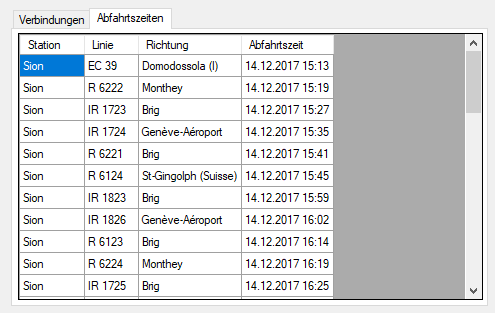 Verbindungen Abfahrtszeiten
Station Linie Richtung Abfahrtszeit
Sion EC 39 Domodossola (I) 14.12.2017 15:13
Sion R 6222 Monthey 14.12.2017 15:19
Sion IR 1723 Brig 14.12.2017 15:27
Sion IR 1724 Genève-Aéroport 14.12.2017 15:35
Sion R 6221 Brig 14.12.2017 15:41
Sion R 6124 St-Gingolph (Suisse) 14.12.2017 15:45
Sion IR 1823 Brig 14.12.2017 15:59
Sion IR 1826 Genève-Aéroport 14.12.2017 16:02
Sion R 6123 Brig 14.12.2017 16:14
Sion R 6224 Monthey 14.12.2017 16:19
Sion IR 1725 Brig 14.12.2017 16:25